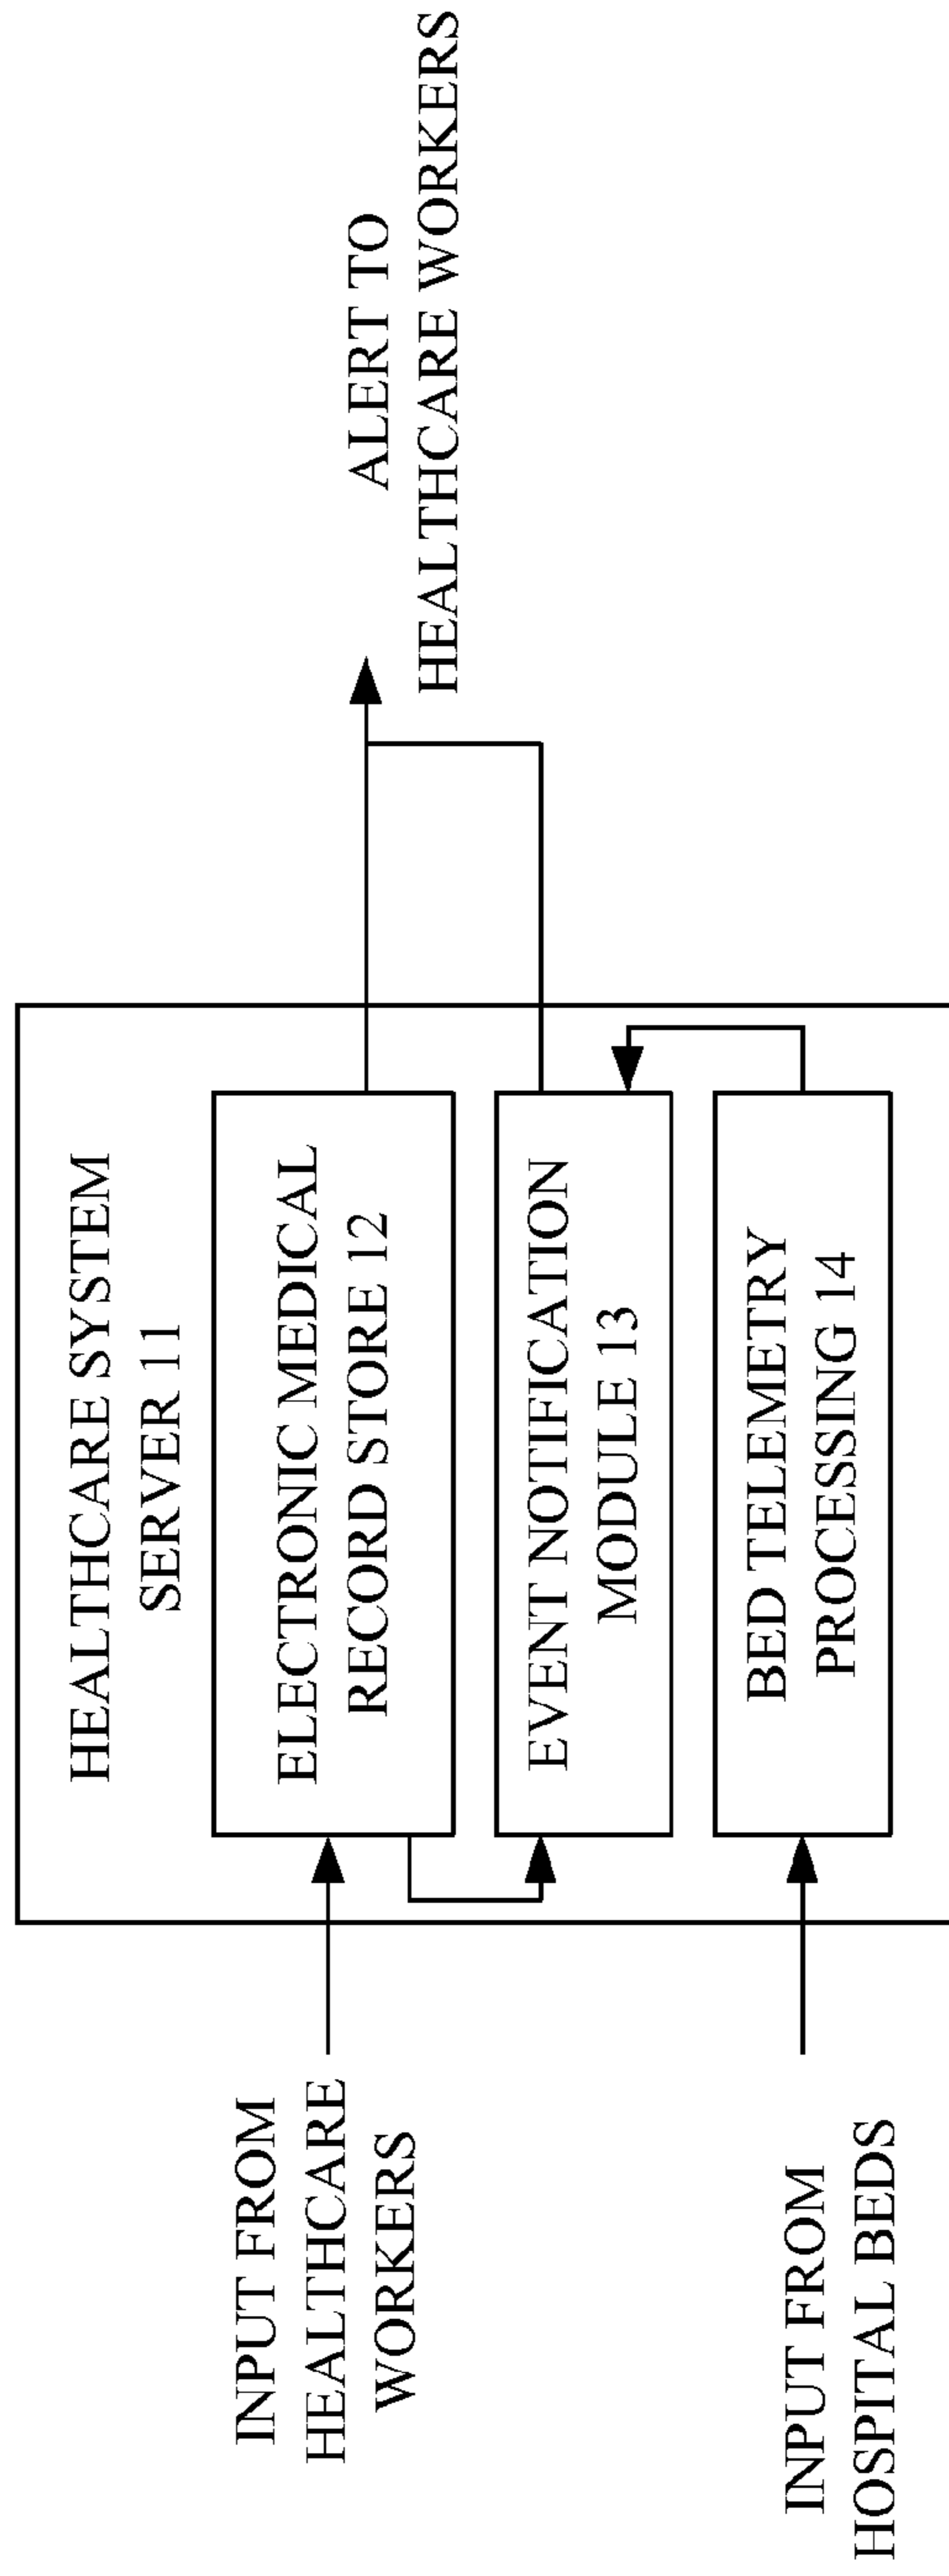 HEALTHCARE SYSTEM
SERVER 11
INPUT FROM
HEALTHCARE
WORKERS
ELECTRONIC MEDICAL
RECORD STORE 12
ALERT TO
HEALTHCARE WORKERS
EVENT NOTIFICATION
MODULE 13
INPUT FROM
HOSPITAL BEDS
BED TELEMETRY
PROCESSING 14